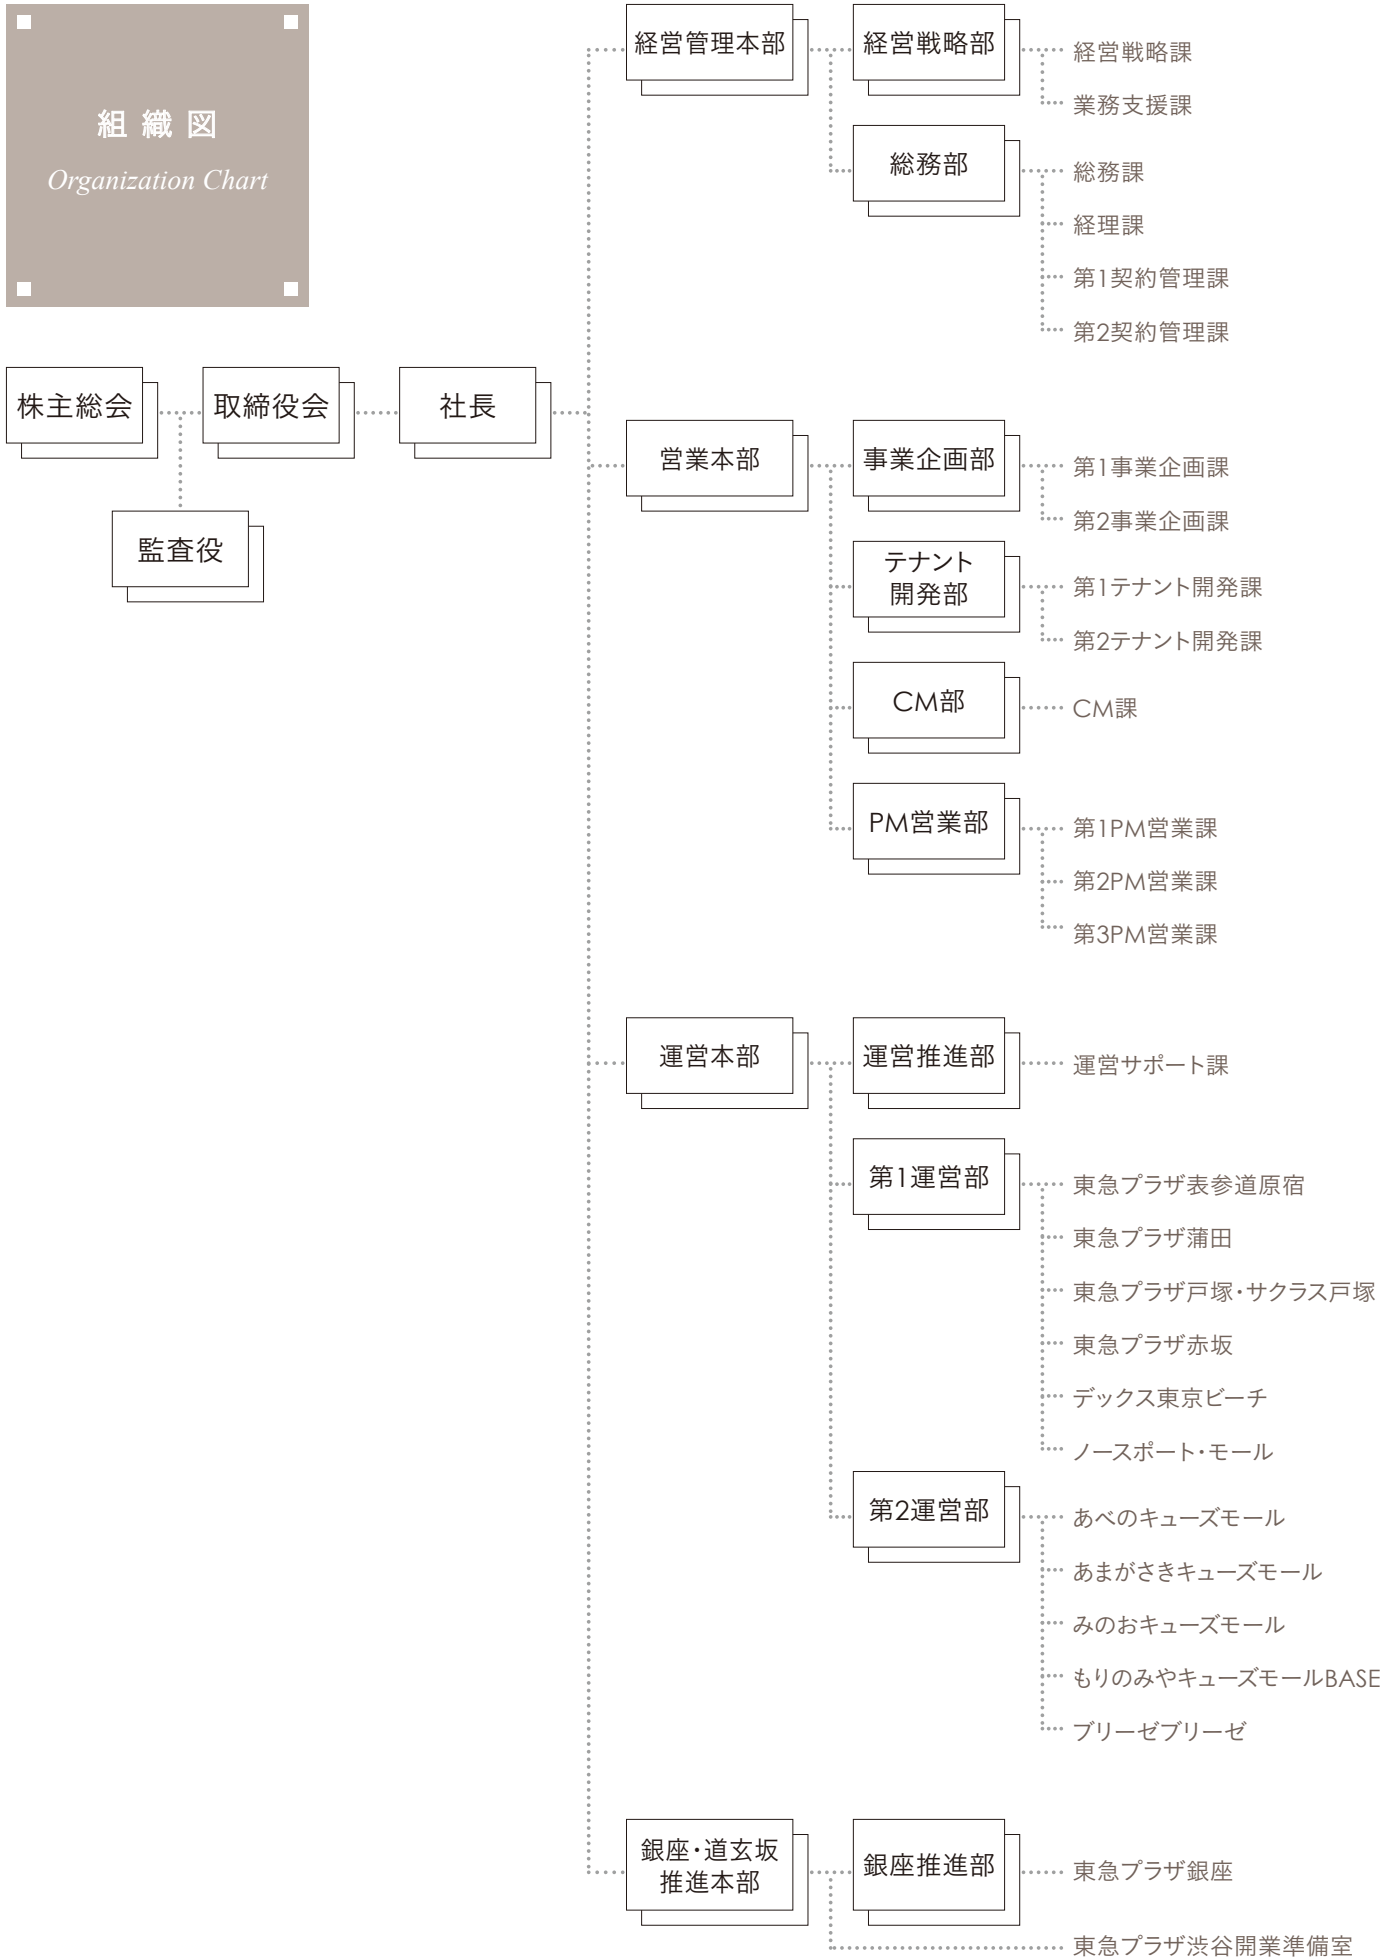 組織図
Organization Chart
株主総会
取締役会
社長
監査役
経営管理本部
経営戦略部
経営戦略課
業務支援課
総務部
総務課
経理課
第1契約管理課
第2契約管理課
営業本部
事業企画部
第1事業企画課
第2事業企画課
テナント
開発部
第1テナント開発課
第2テナント開発課
CM部
CM課
PM営業部
第1PM営業課
第2PM営業課
第3PM営業課
運営本部
運営推進部
運営サポート課
第1運営部
東急プラザ表参道原宿
東急プラザ蒲田
東急プラザ戸塚・サクラス戸塚
東急プラザ赤坂
デックス東京ビーチ
ノースポート・モール
第2運営部
あべのキューズモール
あまがさきキューズモール
みのおキューズモール
もりのみやキューズモールBASE
ブリーゼブリーゼ
銀座・道玄坂
推進本部
銀座推進部
東急プラザ銀座
東急プラザ渋谷開業準備室